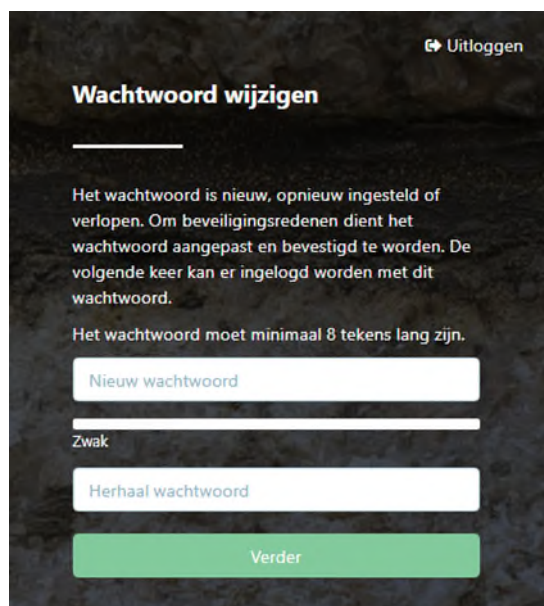 Uitloggen
Wachtwoord wijzigen
Het wachtwoord is nieuw, opnieuw ingesteld of
verlopen. Om beveiligingsredenen dient het
wachtwoord aangepast en bevestigd te worden. De
volgende keer kan er ingelogd worden met dit
wachtwoord.
Het wachtwoord moet minimaal 8 tekens lang zijn.
Nieuw wachtwoord
Zwak
Herhaal wachtwoord
Verder